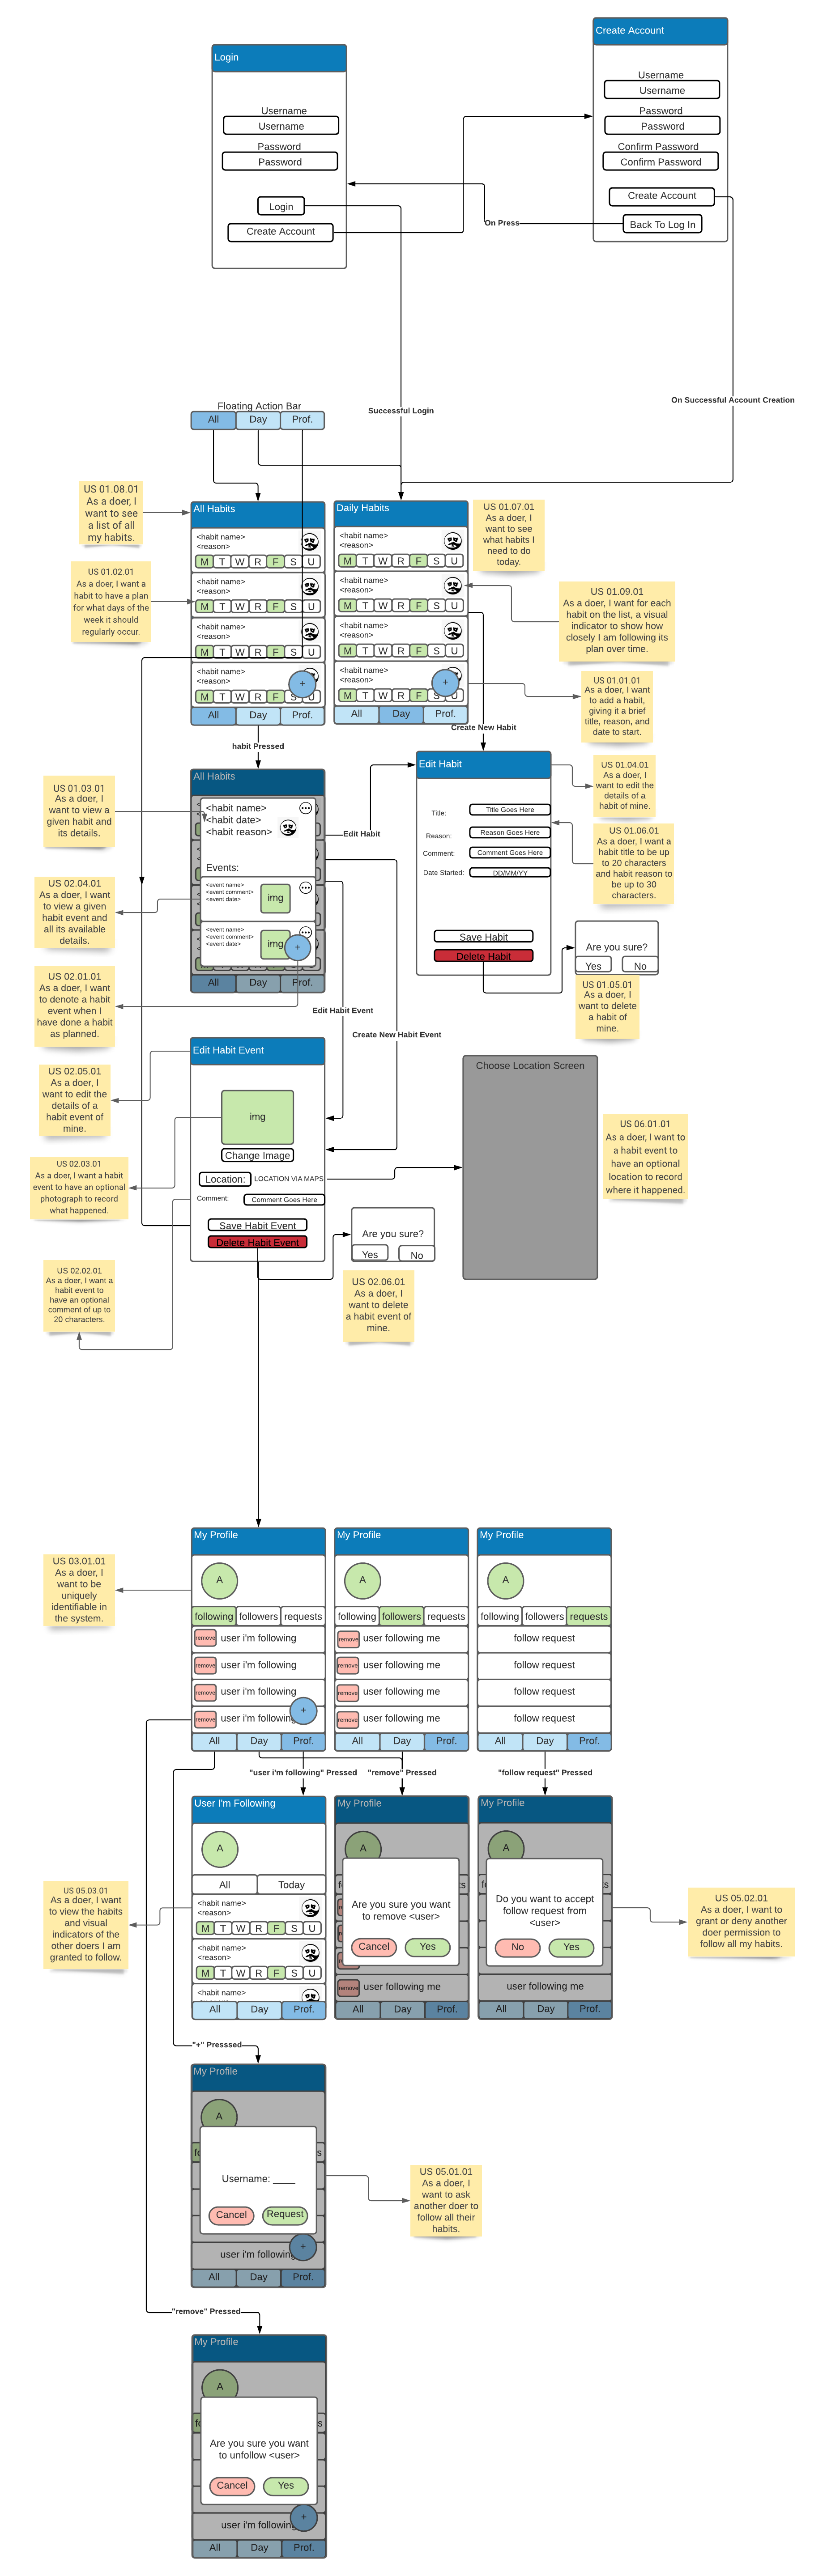 Login
Username
Username
Password
Password
Login
Create Account
Create Account
Username
Username
Password
Password
Confirm Password
Confirm Password
Create Account
Back To Log In
On Press
Successful Login
On Successful Account Creation
Floating Action Bar
All Day Prof.
US 01.08.01
As a doer, I
want to see
a list of all
my habits.
US 01.02.01
As a doer, I want a
habit to have a plan
for what days of the
week it should
regularly occur.
All Habits
<habit name>
<reason>
M T W R F S U
<habit name>
<reason>
M T W R F S U
<habit name>
<reason>
M T W R F S U
<habit name>
<reason>
+
M T W R F S U
All Day Prof.
Daily Habits
<habit name>
<reason>
M T W R F S U
<habit name>
<reason>
M T W R F S U
<habit name>
<reason>
M T W R F S U
<habit name>
<reason>
+
M T W R F S U
All Day Prof.
US 01.07.01
As a doer, I
want to see
what habits I
need to do
today.
US 01.09.01
As a doer, I want for each
habit on the list, a visual
indicator to show how
closely I am following its
plan over time.
US 01.01.01
As a doer, I want
to add a habit,
giving it a brief
title, reason, and
date to start.
habit Pressed
Create New Habit
US 01.03.01
As a doer, I
want to view a
given habit and
its details.
US 02.04.01
As a doer, I want
to view a given
habit event and
all its available
details.
US 02.01.01
As a doer, I want
to denote a habit
event when I
have done a habit
as planned.
All Habits
<habit name>
<habit date>
<habit reason>
Events:
<event name>
<event comment>
<event date>
img
<event name>
<event comment>
<event date>
img
+
All Day Prof.
Edit Habit
Edit Habit Event
Create New Habit Event
Edit Habit
Title: Title Goes Here
Reason: Reason Goes Here
Comment: Comment Goes Here
Date Started: DD/MM/YY
Save Habit
Delete Habit
US 01.04.01
As a doer, I
want to edit the
details of a
habit of mine.
US 01.06.01
As a doer, I want a
habit title to be up
to 20 characters
and habit reason to
be up to 30
characters.
Are you sure?
Yes No
US 01.05.01
As a doer, I
want to delete
a habit of
mine.
US 02.05.01
As a doer, I
want to edit the
details of a
habit event of
mine.
US 02.03.01
As a doer, I want a habit
event to have an optional
photograph to record
what happened.
US 02.02.01
As a doer, I want a
habit event to
have an optional
comment of up to
20 characters.
Edit Habit Event
img
Change Image
Location: LOCATION VIA MAPS
Comment: Comment Goes Here
Save Habit Event
Delete Habit Event
Are you sure?
Yes No
US 02.06.01
As a doer, I
want to delete
a habit event of
mine.
Choose Location Screen
US 06.01.01
As a doer, I want to
a habit event to
have an optional
location to record
where it happened.
US 03.01.01
As a doer, I
want to be
uniquely
identifiable in
the system.
My Profile
A
following followers requests
remove user i'm following
remove user i'm following
remove user i'm following
remove user i'm following
+
All Day Prof.
My Profile
A
following followers requests
remove user following me
remove user following me
remove user following me
remove user following me
All Day Prof.
My Profile
A
following followers requests
follow request
follow request
follow request
follow request
All Day Prof.
"user i'm following" Pressed
"remove" Pressed
"follow request" Pressed
US 05.03.01
As a doer, I want
to view the habits
and visual
indicators of the
other doers I am
granted to follow.
User I'm Following
A
All Today
<habit name>
<reason>
M T W R F S U
<habit name>
<reason>
M T W R F S U
<habit name>
All Day Prof.
My Profile
A
Are you sure you want
to remove <user>
Cancel Yes
remove user following me
All Day Prof.
My Profile
A
Do you want to accept
follow request from
<user>
No Yes
user following me
All Day Prof.
US 05.02.01
As a doer, I want to
grant or deny another
doer permission to
follow all my habits.
"+" Presssed
My Profile
A
Username: ____
Cancel Request
user i'm following
+
All Day Prof.
US 05.01.01
As a doer, I
want to ask
another doer to
follow all their
habits.
"remove" Pressed
My Profile
A
Are you sure you want
to unfollow <user>
Cancel Yes
user i'm following
+
All Day Prof.